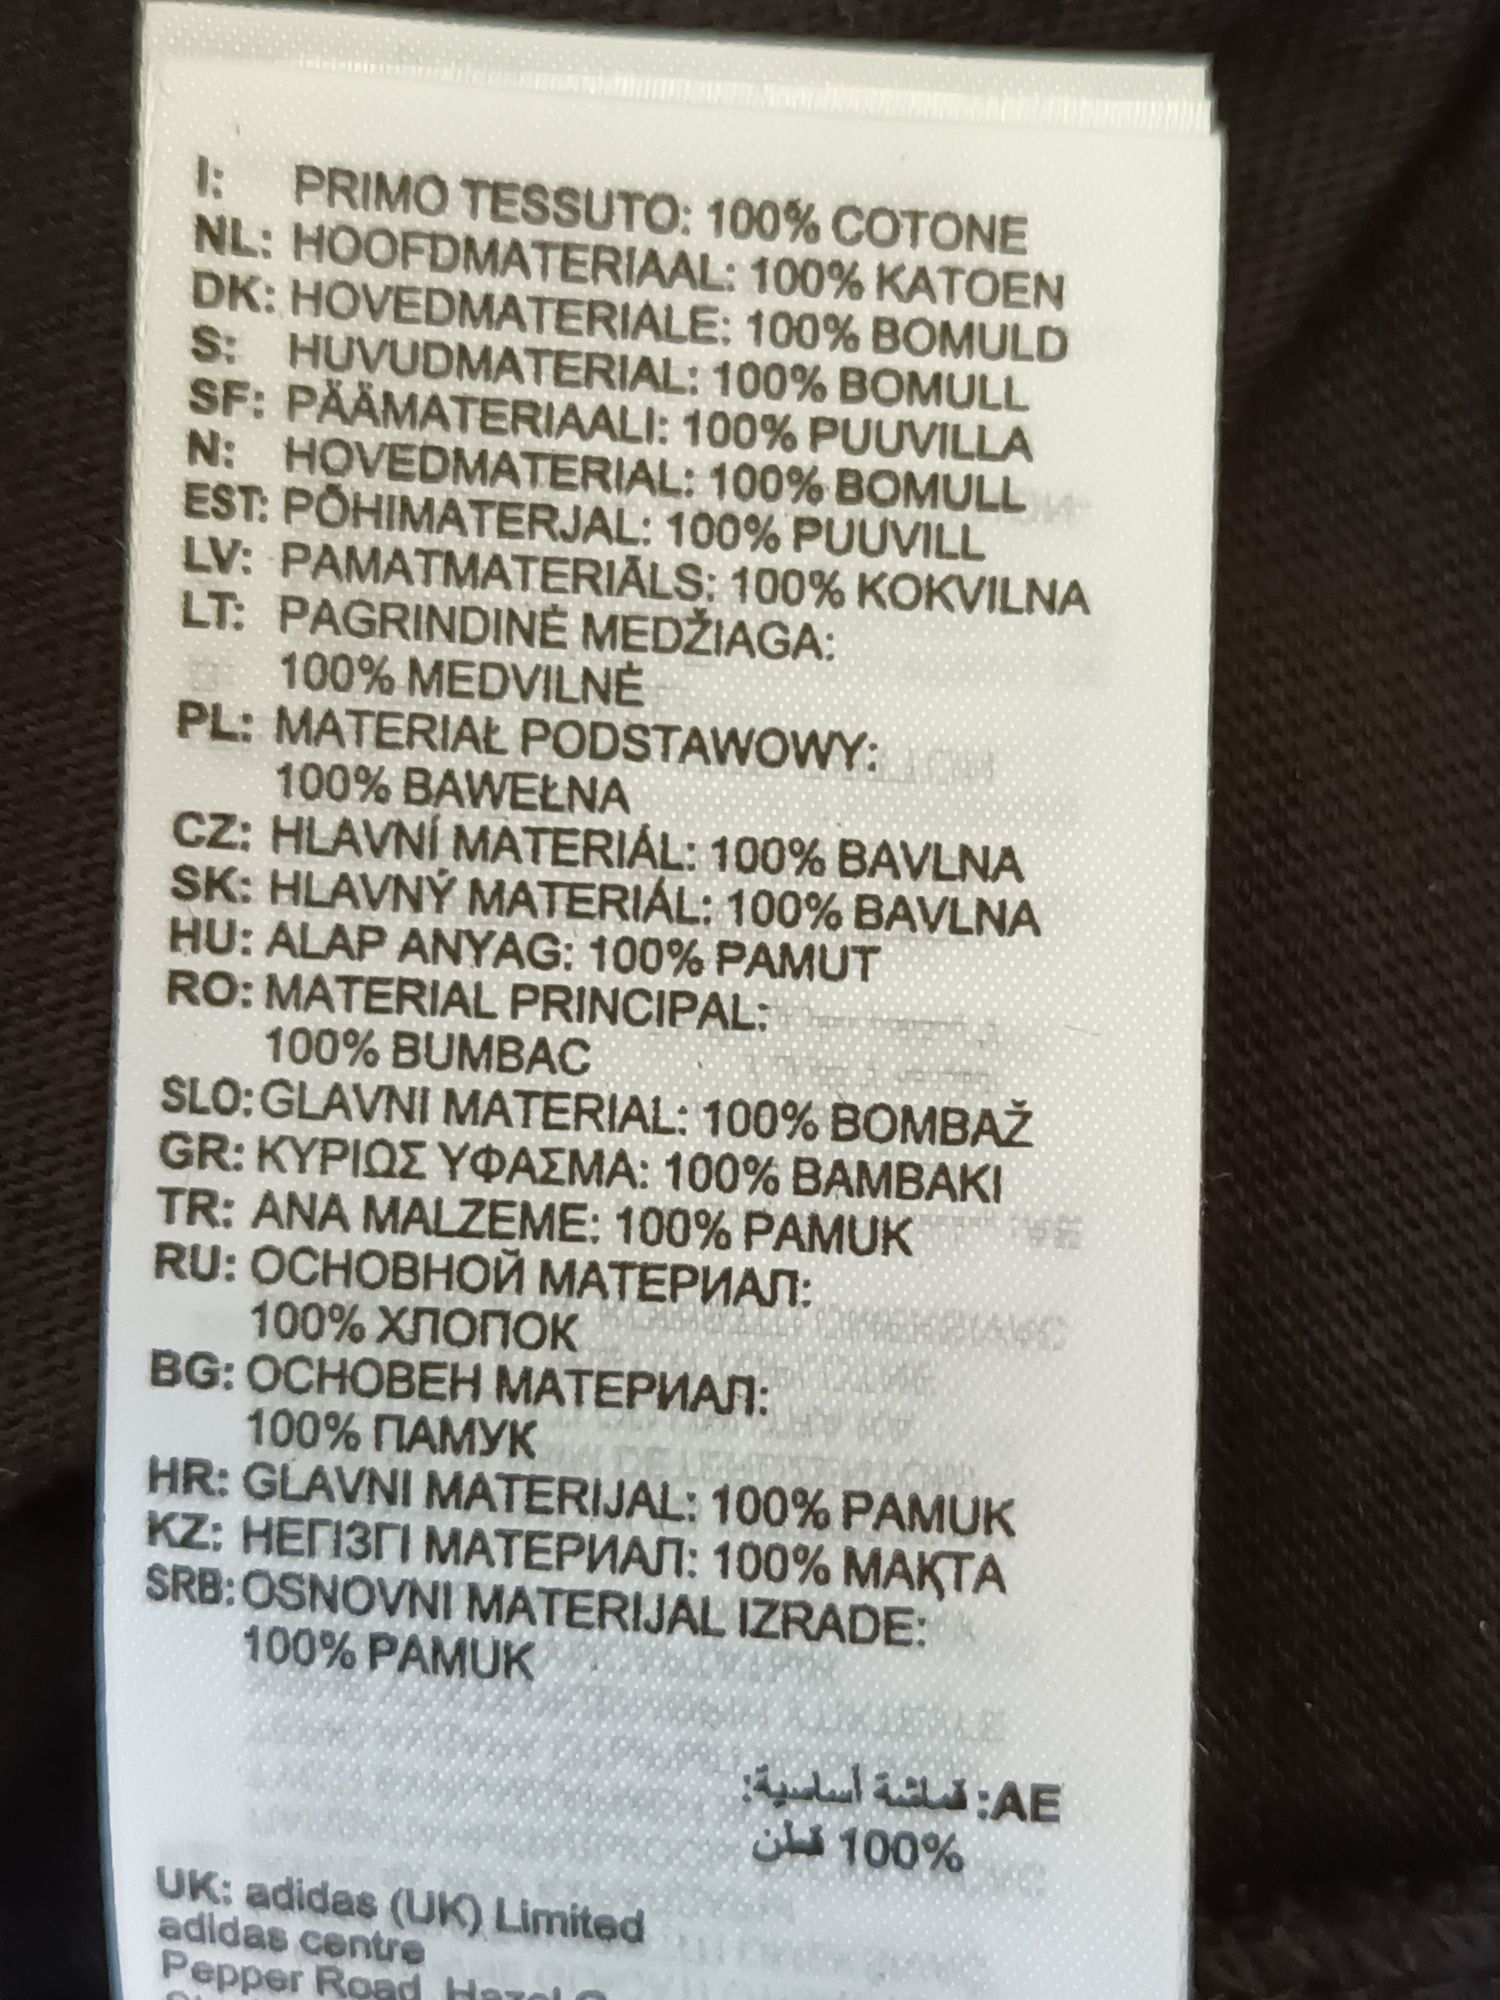 I: PRIMO TESSUTO: 100% COTONE
NL: HOOFDMATERIAAL: 100% KATOEN
DK: HOVEDMATERIALE: 100% BOMULD
S: HUVUDMATERIAL: 100% BOMULL
SF: PÄÄMATERIAALI: 100% PUUVILLA
N: HOVEDMATERIAL: 100% BOMULL
EST: PÕHIMATERJAL: 100% PUUVILL
LV: PAMATMATERIĀLS: 100% KOKVILNA
LT: PAGRINDINĖ MEDŽIAGA:
100% MEDVILNĖ
PL: MATERIAŁ PODSTAWOWY:
100% BAWEŁNA
CZ: HLAVNÍ MATERIÁL: 100% BAVLNA
SK: HLAVNÝ MATERIÁL: 100% BAVLNA
HU: ALAP ANYAG: 100% PAMUT
RO: MATERIAL PRINCIPAL:
100% BUMBAC
SLO: GLAVNI MATERIAL: 100% BOMBAŽ
GR: ΚΥΡΙΩΣ ΥΦΑΣΜΑ: 100% ΒΑΜΒΑΚΙ
TR: ANA MALZEME: 100% PAMUK
RU: ОСНОВНОЙ МАТЕРИАЛ:
100% ХЛОПОК
BG: ОСНОВЕН МАТЕРИАЛ:
100% ПАМУК
HR: GLAVNI MATERIJAL: 100% PAMUK
KZ: НЕГІЗГІ МАТЕРИАЛ: 100% МАҚТА
SRB: OSNOVNI MATERIJAL IZRADE:
100% PAMUK
AE: قماشة أساسية:
100% قطن
UK: adidas (UK) Limited
adidas centre
Pepper Road